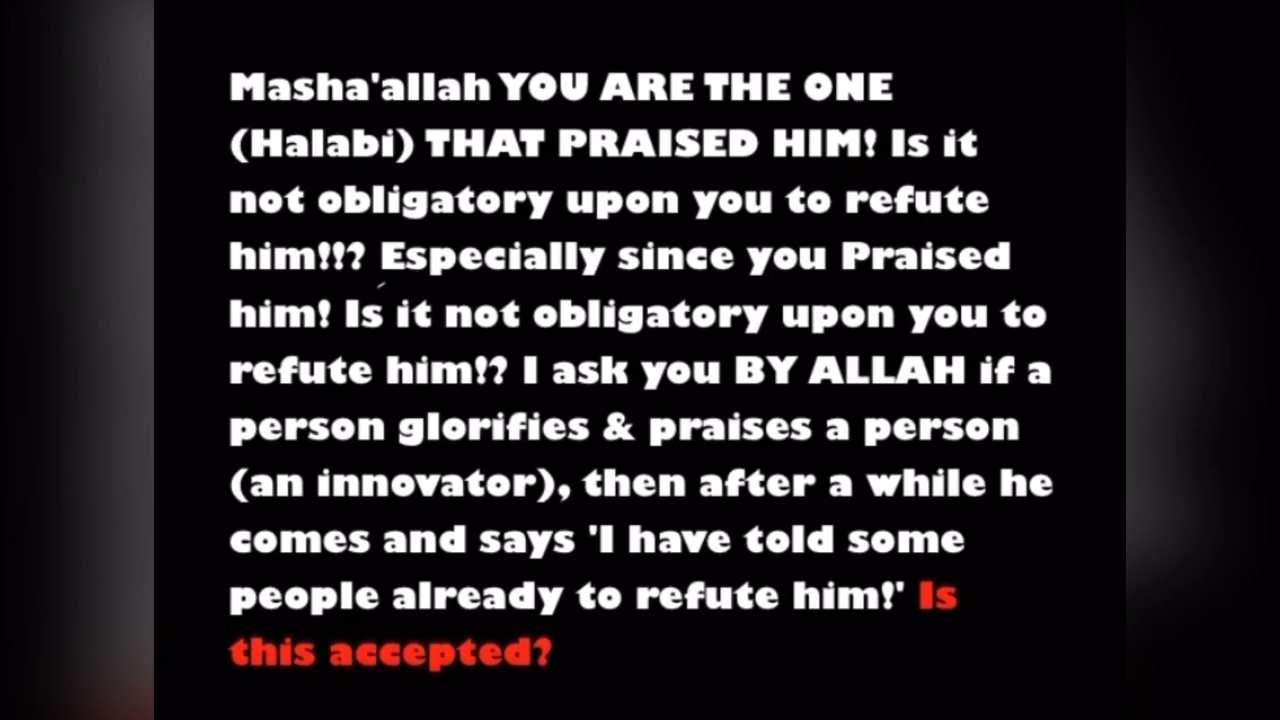 Masha'allah YOU ARE THE ONE
(Halabi) THAT PRAISED HIM! Is it
not obligatory upon you to refute
him!!? Especially since you Praised
him! Is it not obligatory upon you to
refute him!? I ask you BY ALLAH if a
person glorifies & praises a person
(an innovator), then after a while he
comes and says 'I have told some
people already to refute him!' Is
this accepted?